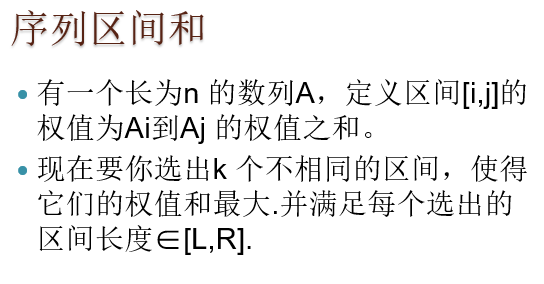 序列区间和
有一个长为n 的数列A，定义区间[i,j]的
权值为Ai到Aj 的权值之和。
现在要你选出k 个不相同的区间，使得
它们的权值和最大.并满足每个选出的
区间长度∈[L,R].